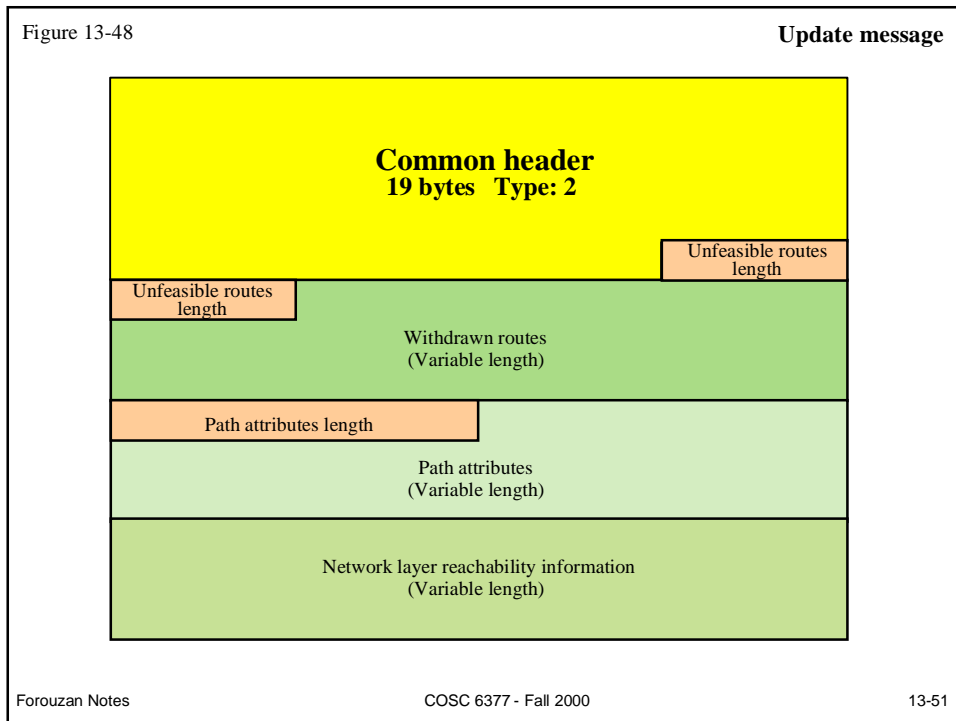 Figure 13-48
Update message
Common header
19 bytes Type: 2
Unfeasible routes
length
Unfeasible routes
length
Withdrawn routes
(Variable length)
Path attributes length
Path attributes
(Variable length)
Network layer reachability information
(Variable length)
Forouzan Notes
COSC 6377 - Fall 2000
13-51